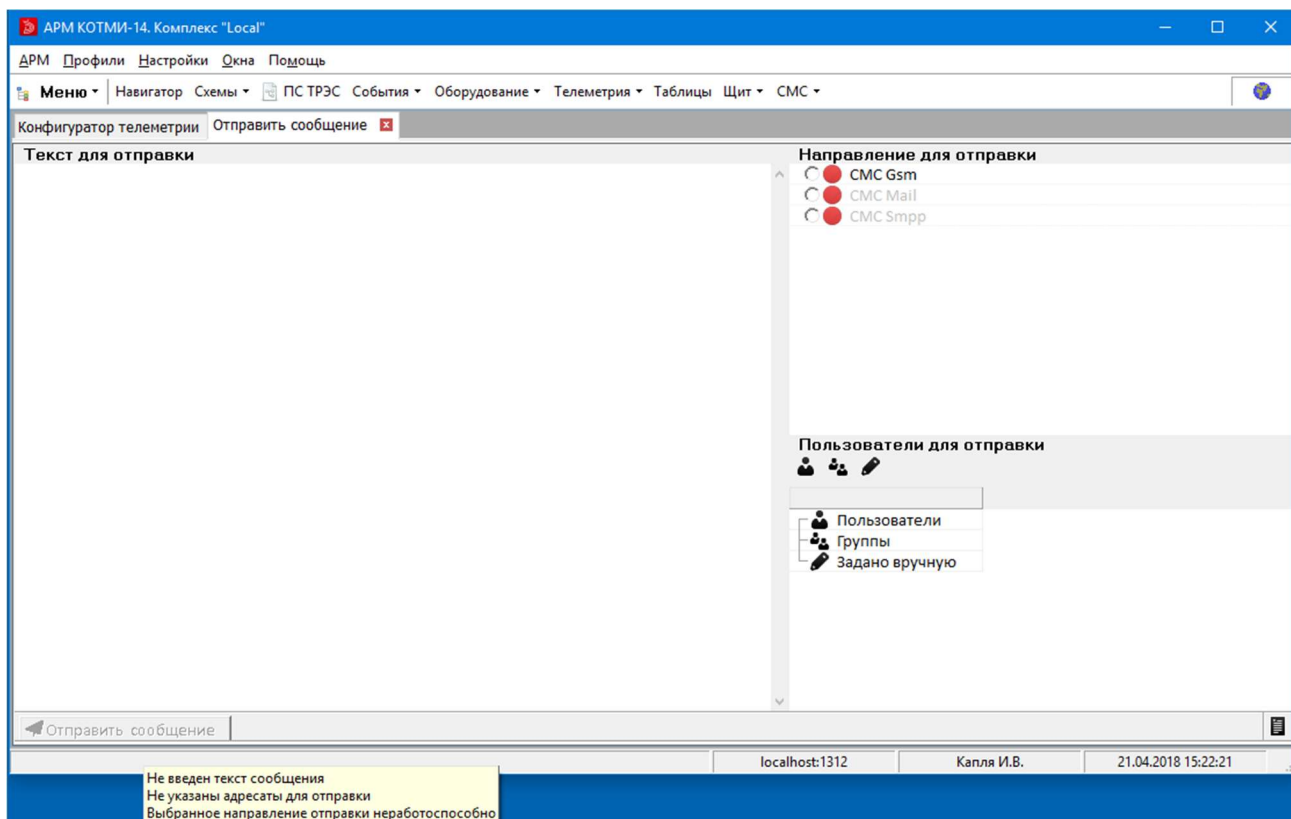 АРМ КОТМИ-14. Комплекс "Local"
АРМ Профили Настройки Окна Помощь
Меню Навигатор Схемы ПС ТРЭС События Оборудование Телеметрия Таблицы Щит СМС
Конфигуратор телеметрии Отправить сообщение
Текст для отправки
Направление для отправки
СМС Gsm
СМС Mail
СМС Smpp
Пользователи для отправки
Пользователи
Группы
Задано вручную
Отправить сообщение
localhost:1312 Капля И.В. 21.04.2018 15:22:21
Не введен текст сообщения
Не указаны адресаты для отправки
Выбранное направление отправки неработоспособно